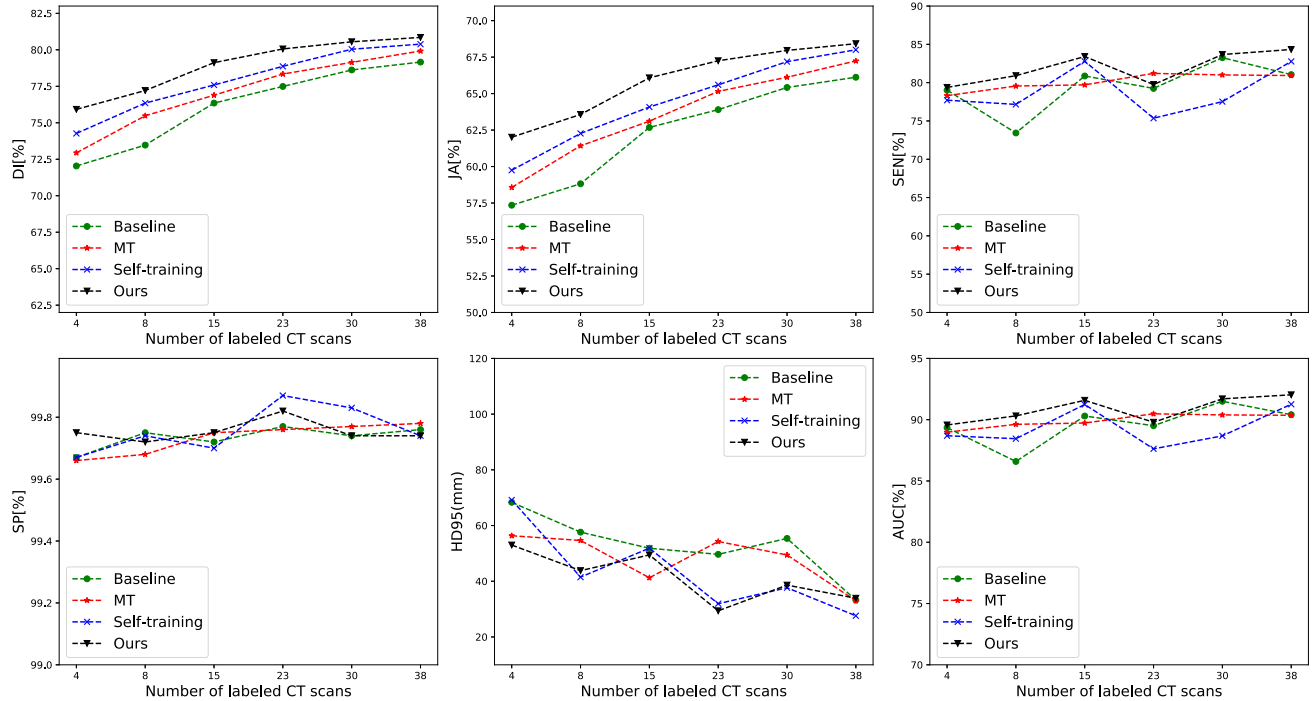 82.5
80.0
77.5
75.0
72.5
70.0
67.5
65.0
62.5
DI[%]
Baseline
MT
Self-training
Ours
4 8 15 23 30 38
Number of labeled CT scans
70.0
67.5
65.0
62.5
60.0
57.5
55.0
52.5
50.0
JA[%]
Baseline
MT
Self-training
Ours
4 8 15 23 30 38
Number of labeled CT scans
90
85
80
75
70
65
60
55
50
SEN[%]
Baseline
MT
Self-training
Ours
4 8 15 23 30 38
Number of labeled CT scans
99.8
99.6
99.4
99.2
99.0
SP[%]
Baseline
MT
Self-training
Ours
4 8 15 23 30 38
Number of labeled CT scans
120
100
80
60
40
20
HD95(mm)
Baseline
MT
Self-training
Ours
4 8 15 23 30 38
Number of labeled CT scans
95
90
85
80
75
70
AUC[%]
Baseline
MT
Self-training
Ours
4 8 15 23 30 38
Number of labeled CT scans